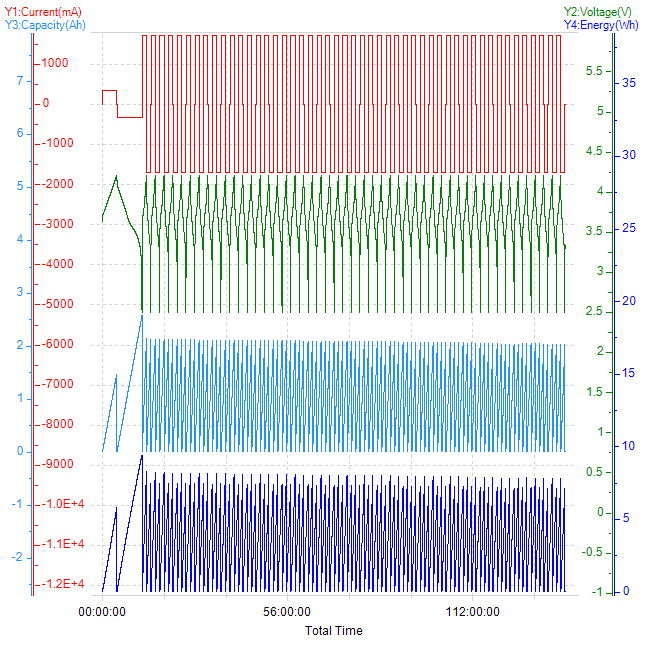 Y1:Current(mA) Y2:Voltage(V)
Y3:Capacity(Ah) Y4:Energy(Wh)
7 1000 5.5 35
0 5
6 -1000 4.5 30
5 -2000 4
4 -3000 3.5 25
-4000 3
3 -5000 2.5 20
2 -6000 2
1 -7000 1.5 15
-8000 1 10
0 -9000 0.5
-1 -1.0E+4 0 5
-2 -1.1E+4 -0.5
-1.2E+4 -1 0
00:00:00 56:00:00 112:00:00
Total Time